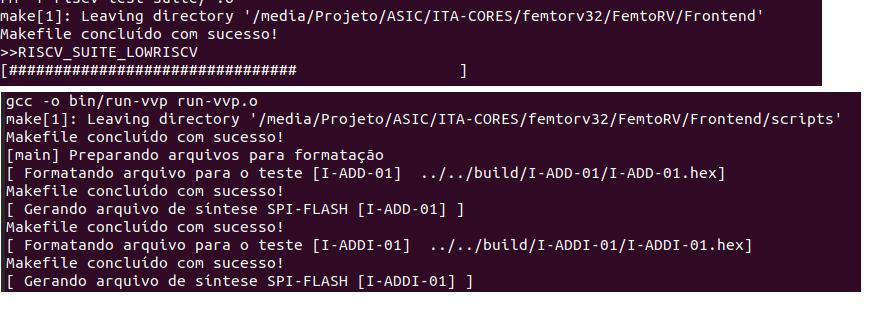 make[1]: Leaving directory '/media/Projeto/ASIC/ITA-CORES/femtorv32/FemtoRV/Frontend'
Makefile concluído com sucesso!
>>RISCV_SUITE_LOWRISCV
[################################                  ]
gcc -o bin/run-vvp run-vvp.o
make[1]: Leaving directory '/media/Projeto/ASIC/ITA-CORES/femtorv32/FemtoRV/Frontend/scripts'
Makefile concluído com sucesso!
[main] Preparando arquivos para formatação
[ Formatando arquivo para o teste [I-ADD-01]  ../../build/I-ADD-01/I-ADD-01.hex]
Makefile concluído com sucesso!
[ Gerando arquivo de síntese SPI-FLASH [I-ADD-01] ]
Makefile concluído com sucesso!
[ Formatando arquivo para o teste [I-ADDI-01]  ../../build/I-ADDI-01/I-ADDI-01.hex]
Makefile concluído com sucesso!
[ Gerando arquivo de síntese SPI-FLASH [I-ADDI-01] ]